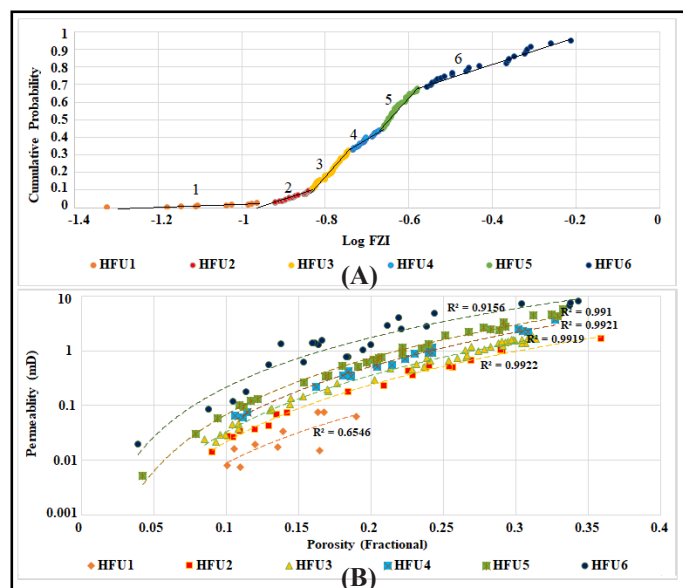 1
0.9
0.8
0.7
0.6
0.5
0.4
0.3
0.2
0.1
0
Cumulative Probability
1
2
3
4
5
6
-1.4 -1.2 -1 -0.8 -0.6 -0.4 -0.2 0
Log FZI
HFU1 HFU2 HFU3 HFU4 HFU5 HFU6
(A)
10
1
0.1
0.01
0.001
Permeability (mD)
R² = 0.9156
R² = 0.991
R² = 0.9921
R² = 0.9919
R² = 0.9922
R² = 0.6546
0 0.05 0.1 0.15 0.2 0.25 0.3 0.35 0.4
Porosity (Fractional)
HFU1 HFU2 HFU3 HFU4 HFU5 HFU6
(B)